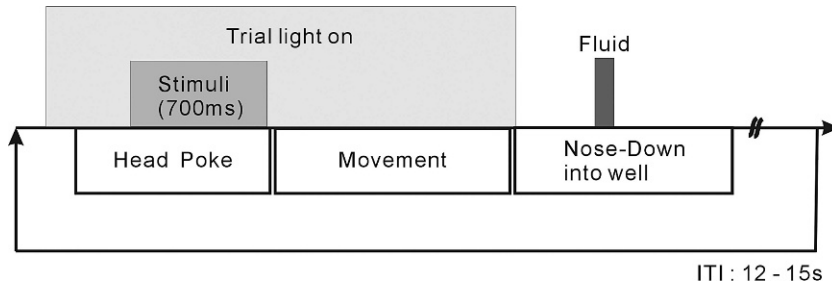 Trial light on
Fluid
Stimuli
(700ms)
Head Poke
Movement
Nose-Down
into well
ITI : 12 - 15s